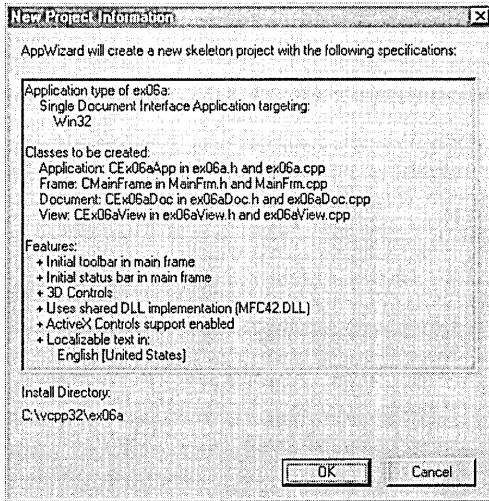 New Project Information
AppWizard will create a new skeleton project with the following specifications:
Application type of ex06a:
Single Document Interface Application targeting:
Win32
Classes to be created:
Application: CEx06aApp in ex06a.h and ex06a.cpp
Frame: CMainFrame in MainFrm.h and MainFrm.cpp
Document: CEx06aDoc in ex06aDoc.h and ex06aDoc.cpp
View: CEx06aView in ex06aView.h and ex06aView.cpp
Features:
+ Initial toolbar in main frame
+ Initial status bar in main frame
+ 3D Controls
+ Uses shared DLL implementation (MFC42.DLL)
+ ActiveX Controls support enabled
+ Localizable text in:
English [United States]
Install Directory:
C:\vcpp32\ex06a
OK
Cancel